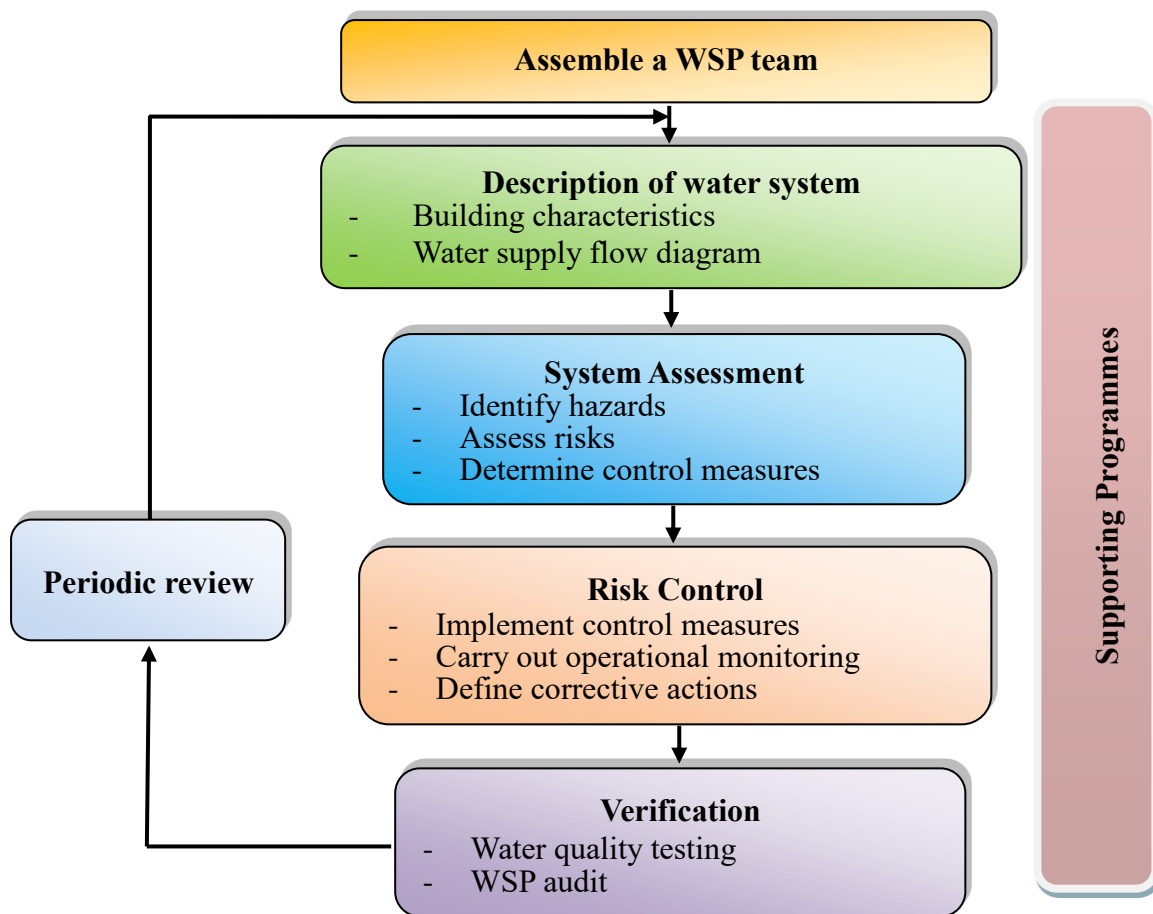 Assemble a WSP team
Description of water system
- Building characteristics
- Water supply flow diagram
System Assessment
- Identify hazards
- Assess risks
- Determine control measures
Periodic review
Risk Control
- Implement control measures
- Carry out operational monitoring
- Define corrective actions
Verification
- Water quality testing
- WSP audit
Supporting Programmes